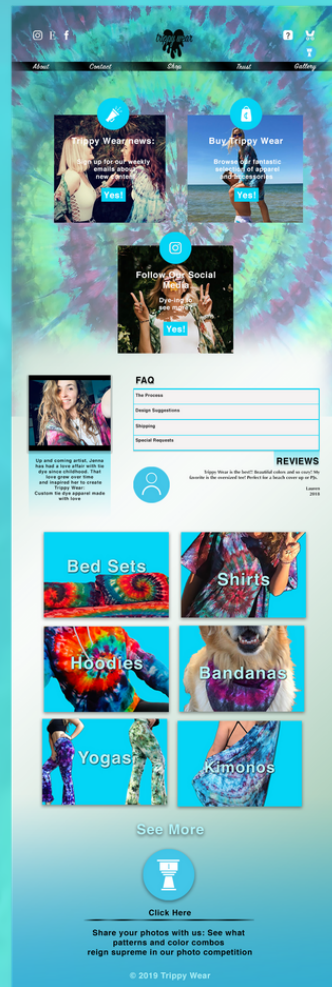 trippy wear
About Contact Shop Trust Gallery
Trippy Wear news:
Sign up for our weekly
emails about
new content
Yes!
Buy Trippy Wear
Browse our fantastic
selection of apparel
and accessories
Yes!
Follow Our Social
Media
Dye-ing to
see more
Yes!
FAQ
The Process
Design Suggestions
Shipping
Special Requests
Up and coming artist, Jenna
has had a love affair with tie
dye since childhood. That
love grew over time
and inspired her to create
Trippy Wear:
Custom tie dye apparel made
with love
REVIEWS
Trippy Wear is the best!! Beautiful colors and so cozy! My
favorite is the oversized tee! Perfect for a beach cover up or PJs.
Lauren
2018
Bed Sets
Shirts
Hoodies
Bandanas
Yogas
Kimonos
See More
Click Here
Share your photos with us: See what
patterns and color combos
reign supreme in our photo competition
© 2019 Trippy Wear